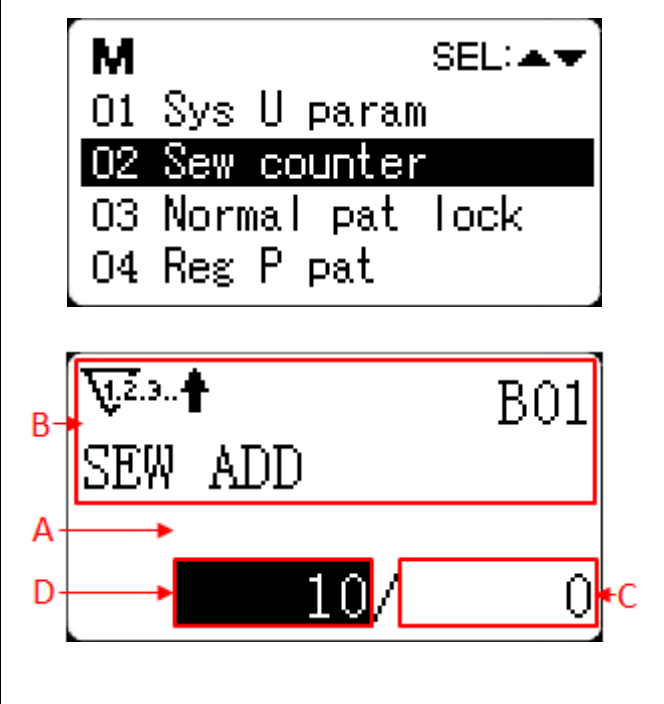 M SEL:▲▼
01 Sys U param
02 Sew counter
03 Normal pat lock
04 Reg P pat
1.2.3.. B01
B
SEW ADD
A
D 10/ 0 C